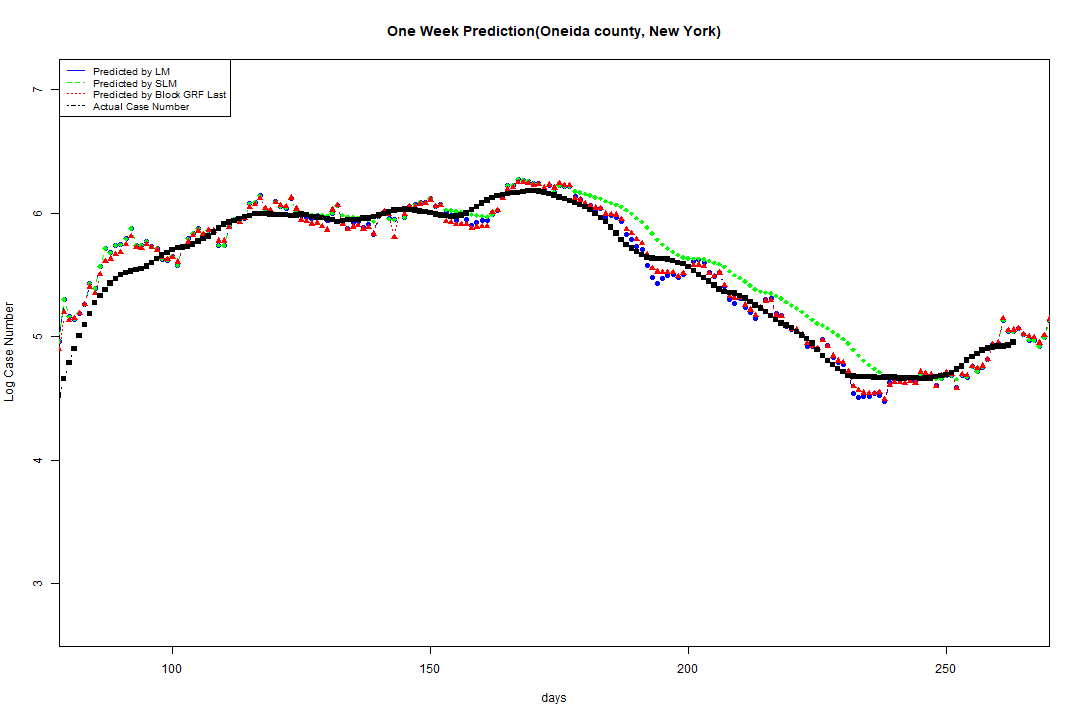 One Week Prediction(Oneida county, New York)
Predicted by LM
Predicted by SLM
Predicted by Block GRF Last
Actual Case Number
7
6
5
4
3
Log Case Number
100 150 200 250
days